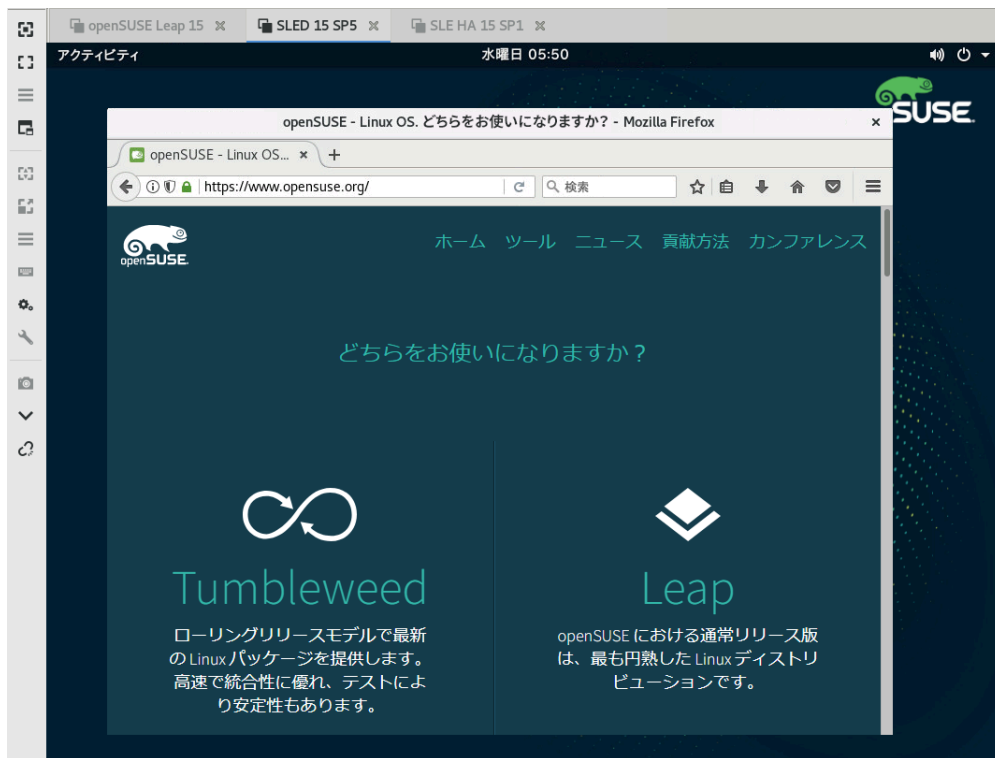 openSUSE Leap 15
SLED 15 SP5
SLE HA 15 SP1
アクティビティ
水曜日 05:50
SUSE
openSUSE - Linux OS. どちらをお使いになりますか? - Mozilla Firefox
openSUSE - Linux OS...
https://www.opensuse.org/
検索
openSUSE
ホーム ツール ニュース 貢献方法 カンファレンス
どちらをお使いになりますか？
Tumbleweed
ローリングリリースモデルで最新
の Linux パッケージを提供します。
高速で統合性に優れ、テストによ
り安定性もあります。
Leap
openSUSE における通常リリース版
は、最も円熟した Linux ディストリ
ビューションです。